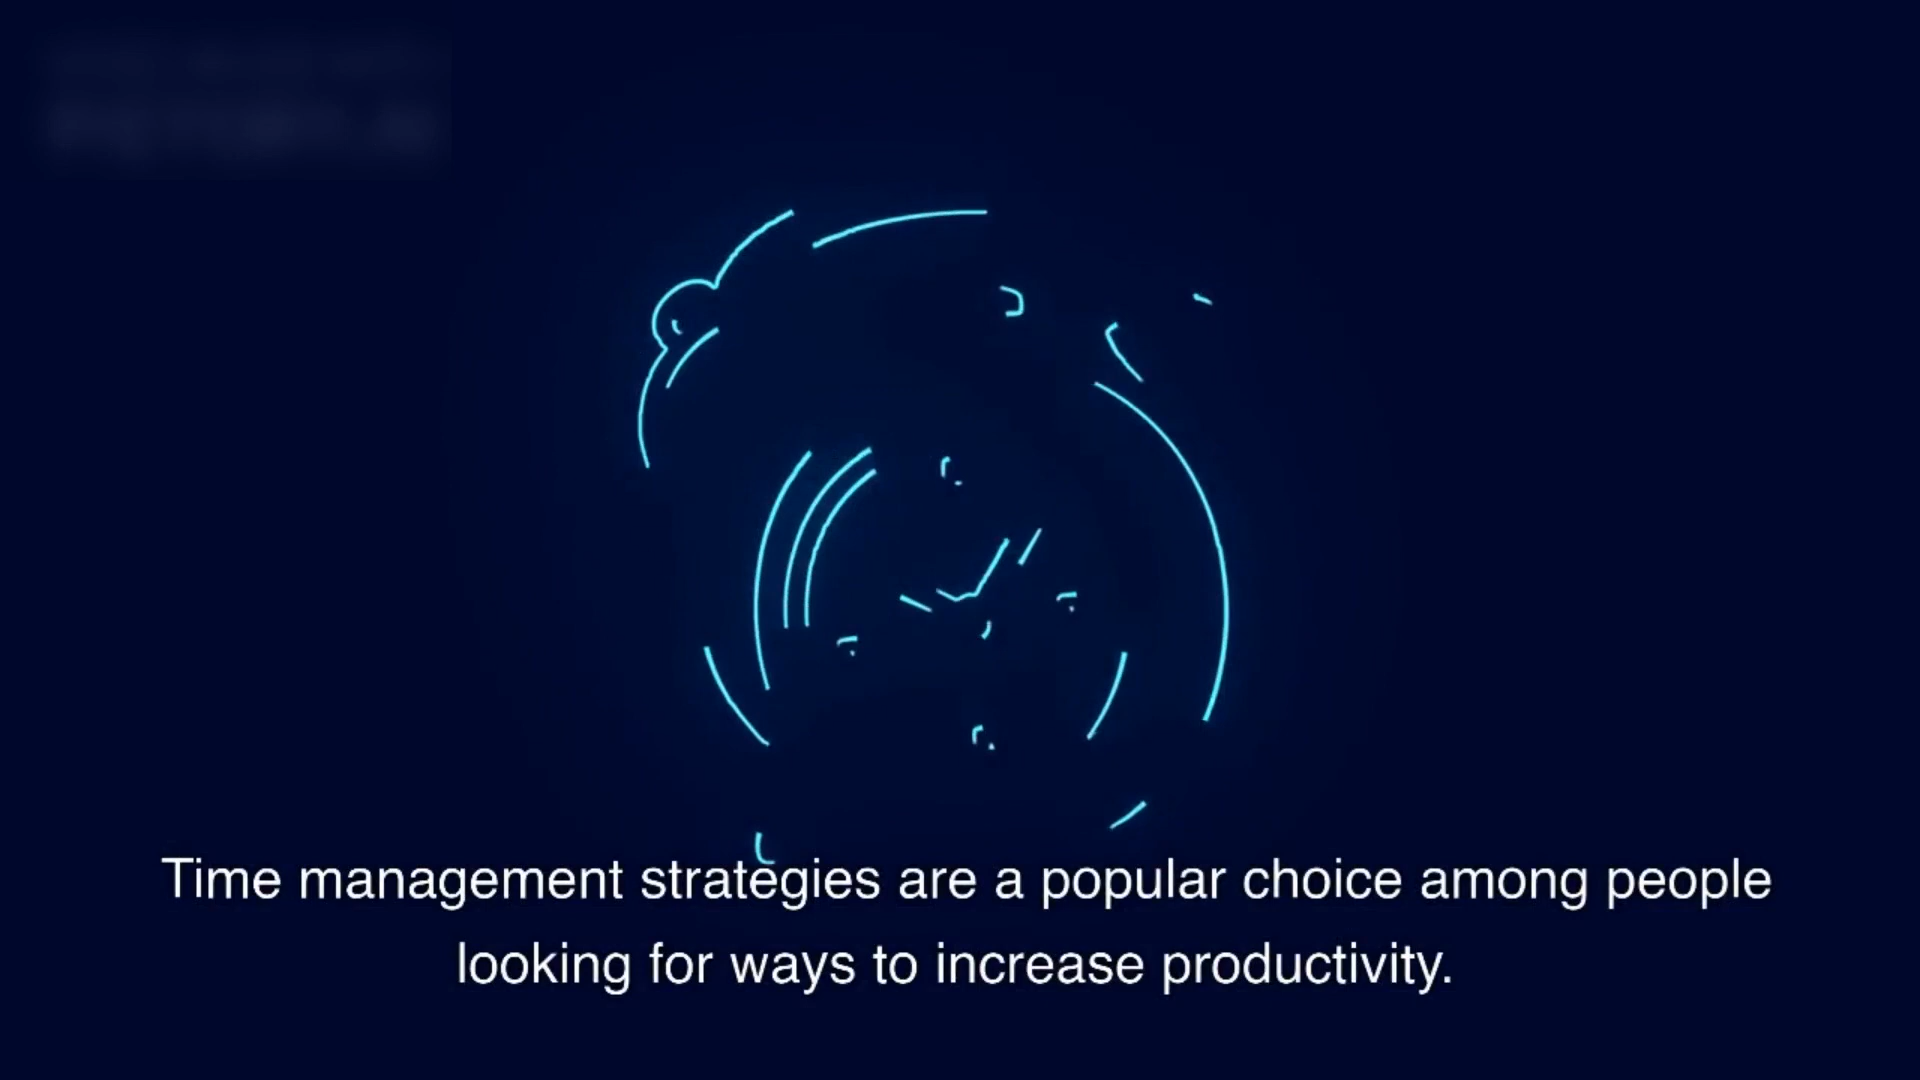 Time management strategies are a popular choice among people
looking for ways to increase productivity.